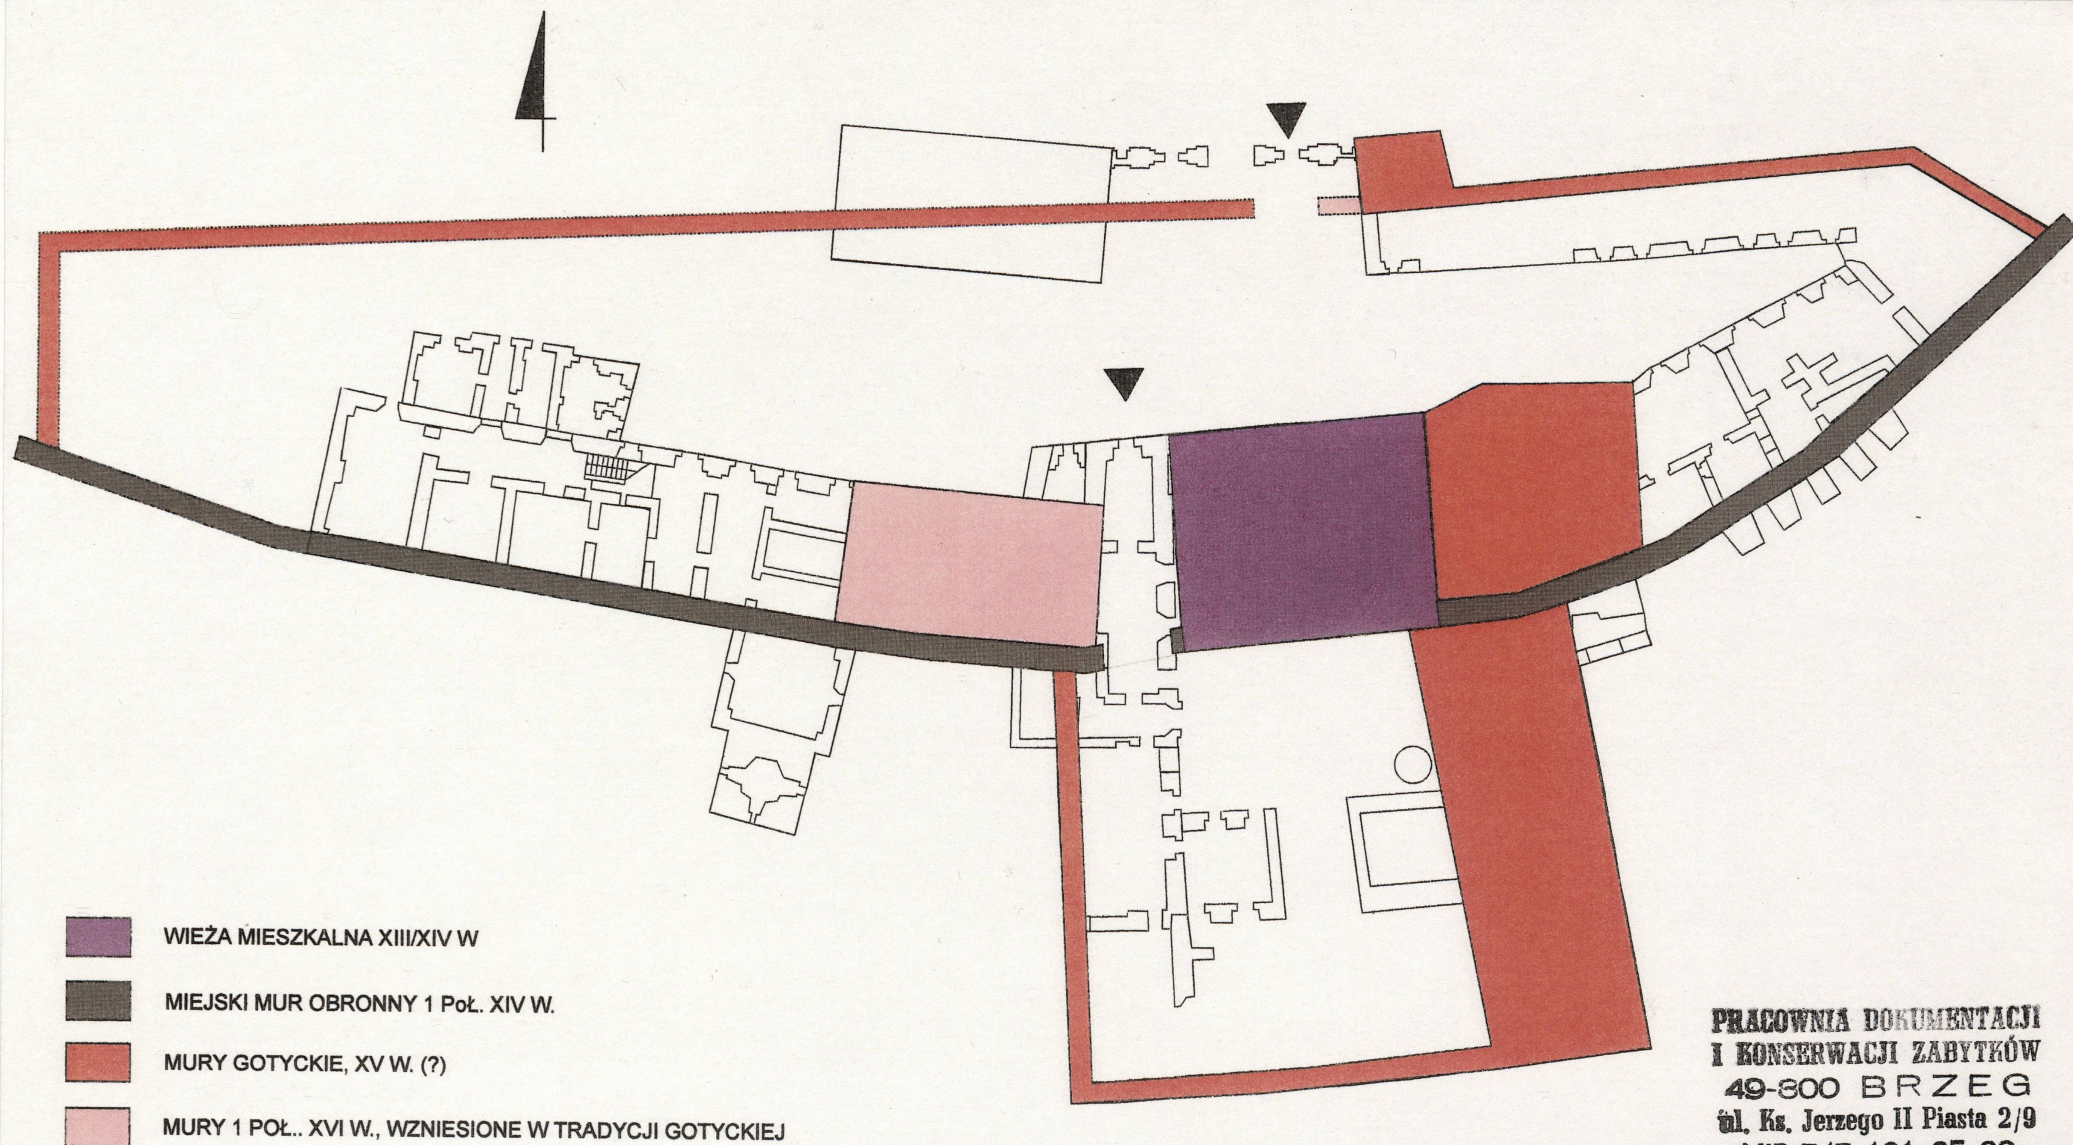 WIEŻA MIESZKALNA XIII/XIV W
MIEJSKI MUR OBRONNY 1 PoŁ. XIV W.
MURY GOTYCKIE, XV W. (?)
MURY 1 POŁ.. XVI W., WZNIESIONE W TRADYCJI GOTYCKIEJ
PRACOWNIA DOKUMENTACJI
I KONSERWACJI ZABYTKÓW
49-300 BRZEG
ul. Ks. Jerzego II Piasta 2/9